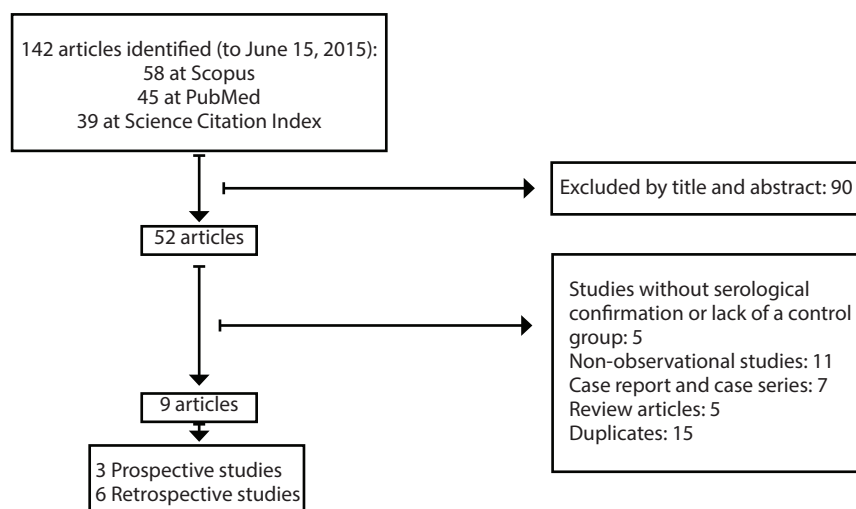 142 articles identified (to June 15, 2015):
58 at Scopus
45 at PubMed
39 at Science Citation Index
Excluded by title and abstract: 90
52 articles
Studies without serological
confirmation or lack of a control
group: 5
Non-observational studies: 11
Case report and case series: 7
Review articles: 5
Duplicates: 15
9 articles
3 Prospective studies
6 Retrospective studies